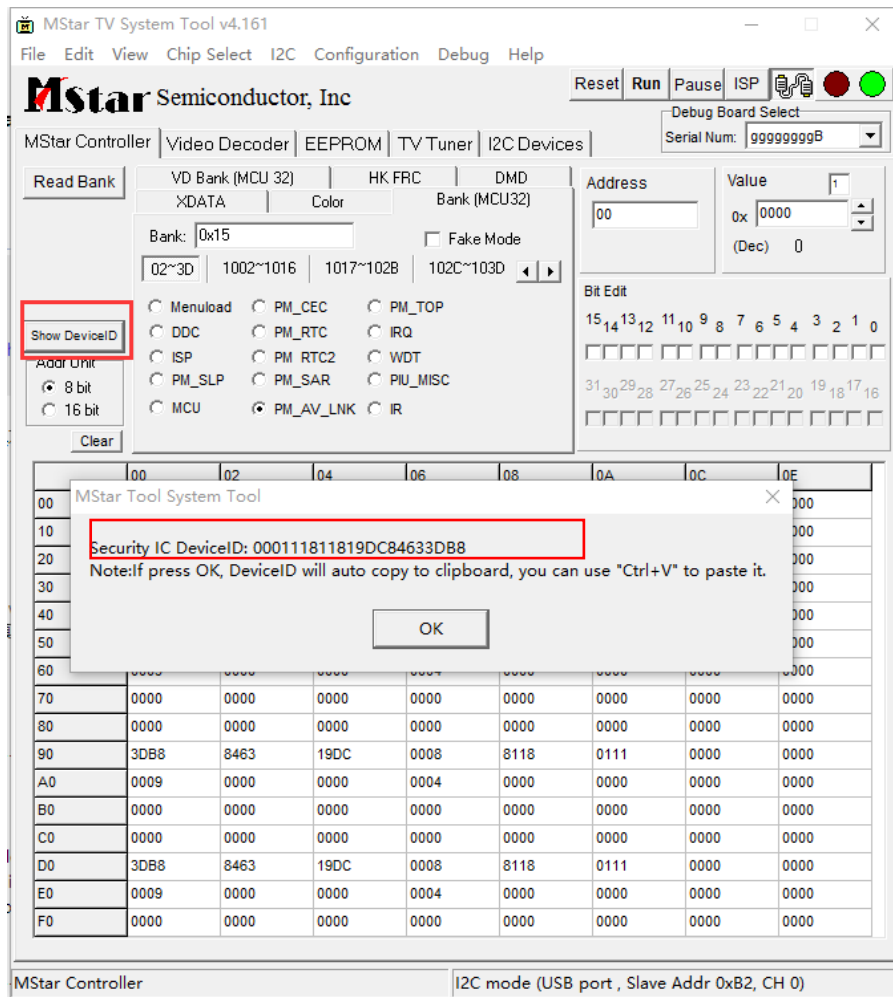 MStar TV System Tool v4.161
File Edit View Chip Select I2C Configuration Debug Help
MStar Semiconductor, Inc
Reset Run Pause ISP
Debug Board Select
Serial Num: ggggggggB
MStar Controller Video Decoder EEPROM TV Tuner I2C Devices
Read Bank
VD Bank (MCU 32) HK FRC DMD
XDATA Color Bank (MCU32)
Bank: 0x15 Fake Mode
02~3D 1002~1016 1017~102B 102C~103D
Menuload PM_CEC PM_TOP
DDC PM_RTC IRQ
ISP PM_RTC2 WDT
PM_SLP PM_SAR PIU_MISC
MCU PM_AV_LNK IR
Show DeviceID
Addr Unit
8 bit
16 bit
Clear
Address
00
Value 1
0x 0000
(Dec) 0
Bit Edit
15 14 13 12 11 10 9 8 7 6 5 4 3 2 1 0
31 30 29 28 27 26 25 24 23 22 21 20 19 18 17 16
00 02 04 06 08 0A 0C 0E
MStar Tool System Tool
Security IC DeviceID: 000111811819DC84633DB8
Note:If press OK, DeviceID will auto copy to clipboard, you can use "Ctrl+V" to paste it.
OK
00
10
20
30
40
50
60
70 0000 0000 0000 0000 0000 0000 0000 0000
80 0000 0000 0000 0000 0000 0000 0000 0000
90 3DB8 8463 19DC 0008 8118 0111 0000 0000
A0 0009 0000 0000 0004 0000 0000 0000 0000
B0 0000 0000 0000 0000 0000 0000 0000 0000
C0 0000 0000 0000 0000 0000 0000 0000 0000
D0 3DB8 8463 19DC 0008 8118 0111 0000 0000
E0 0009 0000 0000 0004 0000 0000 0000 0000
F0 0000 0000 0000 0000 0000 0000 0000 0000
MStar Controller I2C mode (USB port , Slave Addr 0xB2, CH 0)